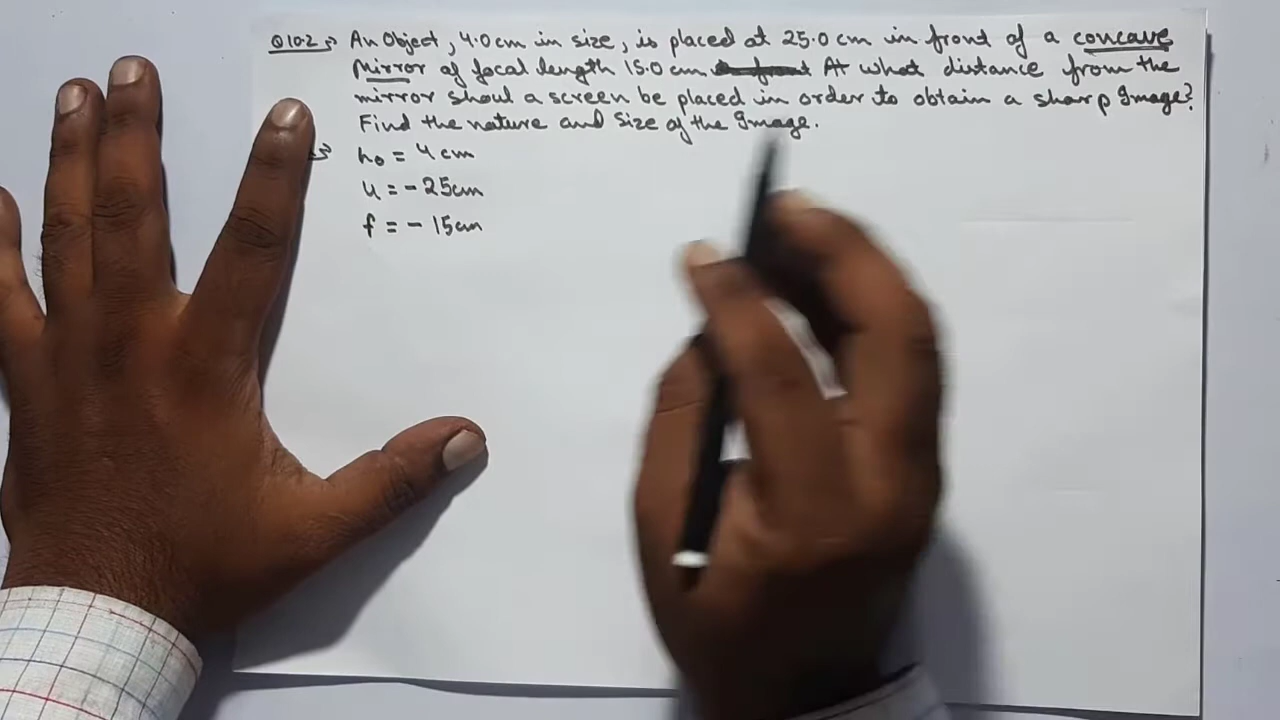 Q10.2⇒ An Object, 4.0cm in size, is placed at 25.0 cm in front of a concave
Mirror of focal length 15.0 cm At what distance from the
mirror shoul a screen be placed in order to obtain a sharp Image?
Find the nature and size of the Image.
h₀ = 4 cm
u = - 25cm
f = - 15cm